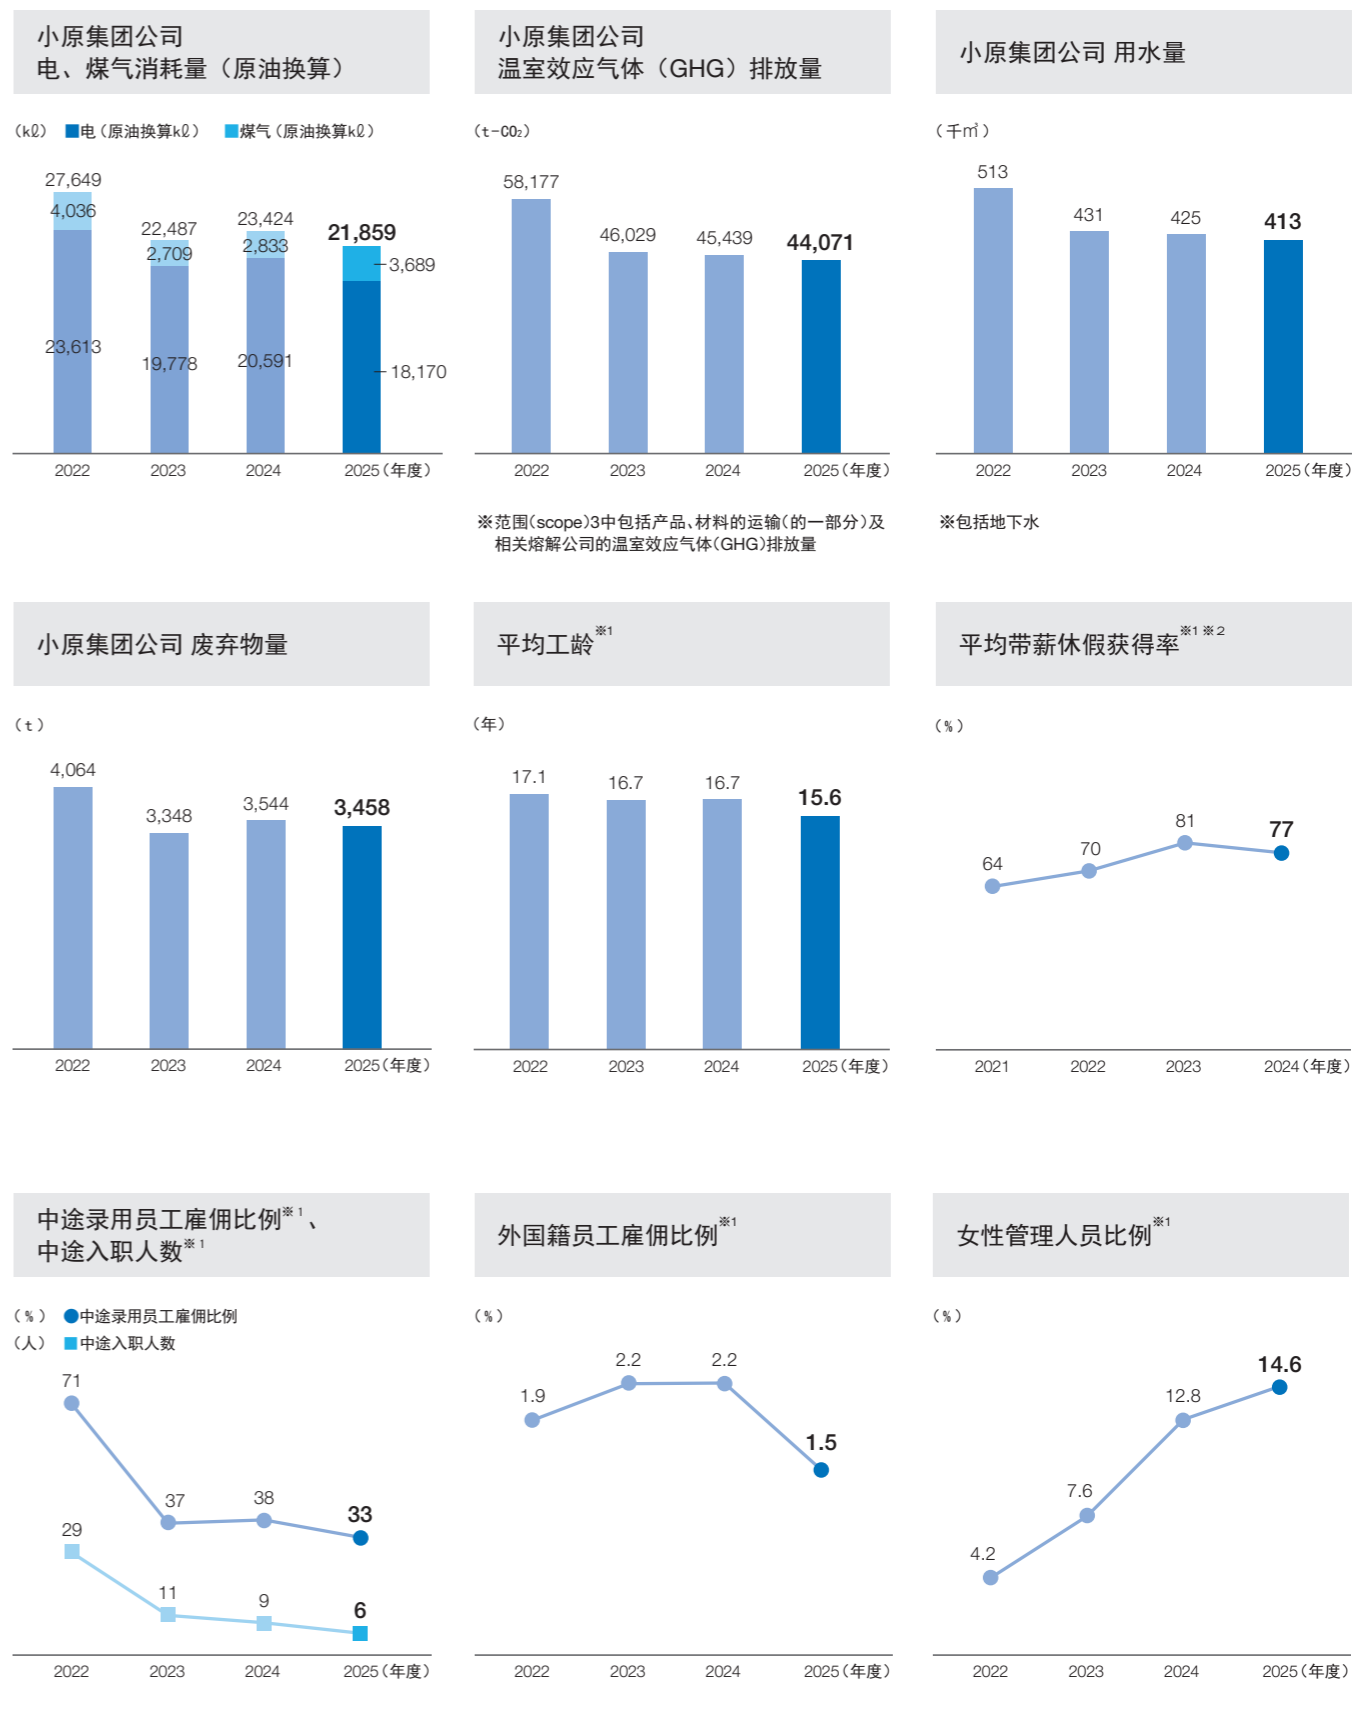 小原集团公司
电、煤气消耗量（原油换算）
（kℓ） 电（原油换算kℓ） 煤气（原油换算kℓ）
27,649
4,036
23,613
22,487
2,709
19,778
23,424
2,833
20,591
21,859
3,689
18,170
2022 2023 2024 2025（年度）
小原集团公司
温室效应气体（GHG）排放量
（t-CO₂）
58,177
46,029
45,439
44,071
2022 2023 2024 2025（年度）
※范围（scope）3中包括产品、材料的运输（的一部分）及
相关熔解公司的温室效应气体（GHG）排放量
小原集团公司 用水量
（千㎥）
513
431
425
413
2022 2023 2024 2025（年度）
※包括地下水
小原集团公司 废弃物量
（t）
4,064
3,348
3,544
3,458
2022 2023 2024 2025（年度）
平均工龄※1
（年）
17.1
16.7
16.7
15.6
2022 2023 2024 2025（年度）
平均带薪休假获得率※1 ※2
（%）
64
70
81
77
2021 2022 2023 2024（年度）
中途录用员工雇佣比例※1、
中途入职人数※1
（%） 中途录用员工雇佣比例
（人） 中途入职人数
71
37
38
33
29
11
9
6
2022 2023 2024 2025（年度）
外国籍员工雇佣比例※1
（%）
1.9
2.2
2.2
1.5
2022 2023 2024 2025（年度）
女性管理人员比例※1
（%）
4.2
7.6
12.8
14.6
2022 2023 2024 2025（年度）